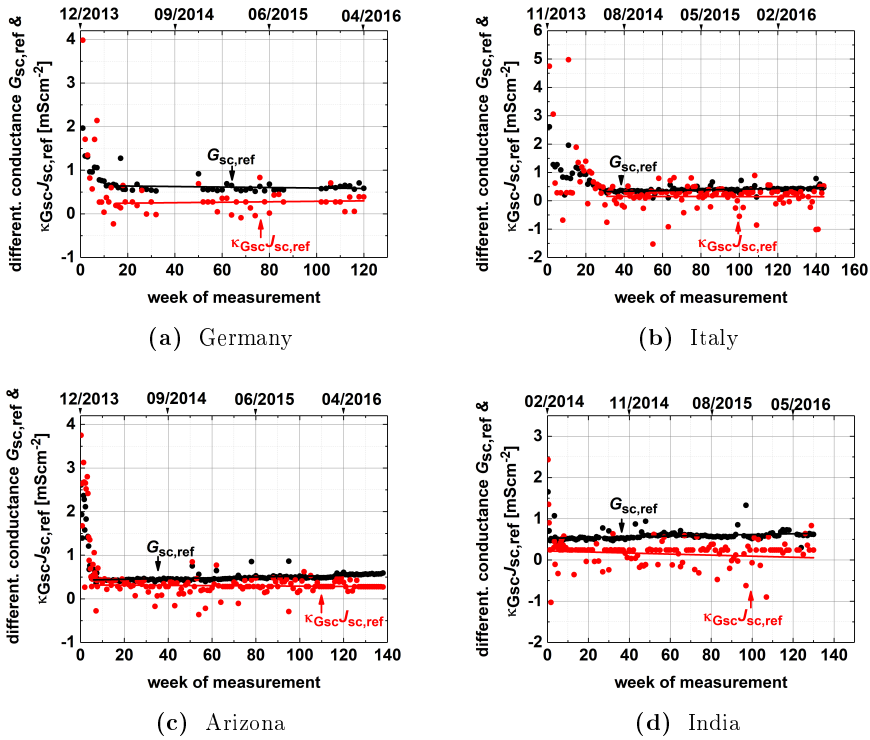 12/2013 09/2014 06/2015 04/2016
different. conductance Gsc,ref &
κGscJsc,ref [mScm-2]
4
3
2
1
0
-1
Gsc,ref
κGscJsc,ref
0 20 40 60 80 100 120
week of measurement
(a) Germany
11/2013 08/2014 05/2015 02/2016
different. conductance Gsc,ref &
κGscJsc,ref [mScm-2]
6
5
4
3
2
1
0
-1
-2
Gsc,ref
κGscJsc,ref
0 20 40 60 80 100 120 140 160
week of measurement
(b) Italy
12/2013 09/2014 06/2015 04/2016
different. conductance Gsc,ref &
κGscJsc,ref [mScm-2]
4
3
2
1
0
-1
Gsc,ref
κGscJsc,ref
0 20 40 60 80 100 120
week of measurement
(c) Arizona
02/2014 11/2014 08/2015 05/2016
different. conductance Gsc,ref &
κGscJsc,ref [mScm-2]
3
2
1
0
-1
-2
Gsc,ref
κGscJsc,ref
0 20 40 60 80 100 120 140
week of measurement
(d) India